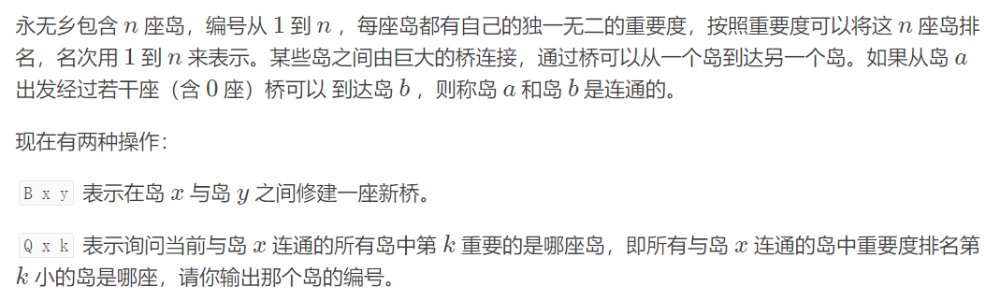 永无乡包含 n 座岛，编号从 1 到 n ，每座岛都有自己的独一无二的重要度，按照重要度可以将这 n 座岛排
名，名次用 1 到 n 来表示。某些岛之间由巨大的桥连接，通过桥可以从一个岛到达另一个岛。如果从岛 a
出发经过若干座（含 0 座）桥可以 到达岛 b ，则称岛 a 和岛 b 是连通的。
现在有两种操作：
B x y 表示在岛 x 与岛 y 之间修建一座新桥。
Q x k 表示询问当前与岛 x 连通的所有岛中第 k 重要的是哪座岛，即所有与岛 x 连通的岛中重要度排名第
k 小的岛是哪座，请你输出那个岛的编号。